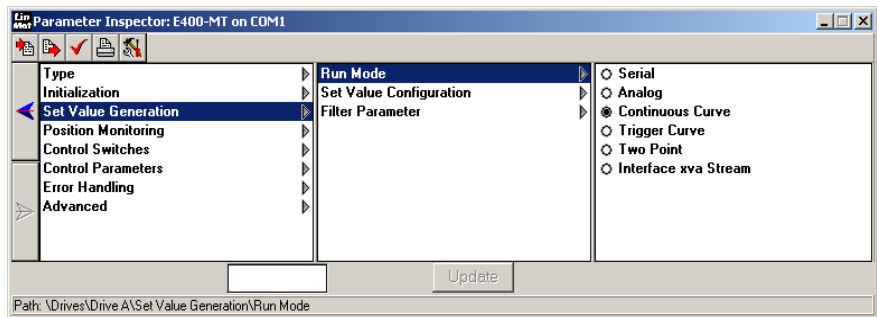 Lin Mot Parameter Inspector: E400-MT on COM1
Type
Initialization
Set Value Generation
Position Monitoring
Control Switches
Control Parameters
Error Handling
Advanced
Run Mode
Set Value Configuration
Filter Parameter
Serial
Analog
Continuous Curve
Trigger Curve
Two Point
Interface xva Stream
Update
Path: \Drives\Drive A\Set Value Generation\Run Mode